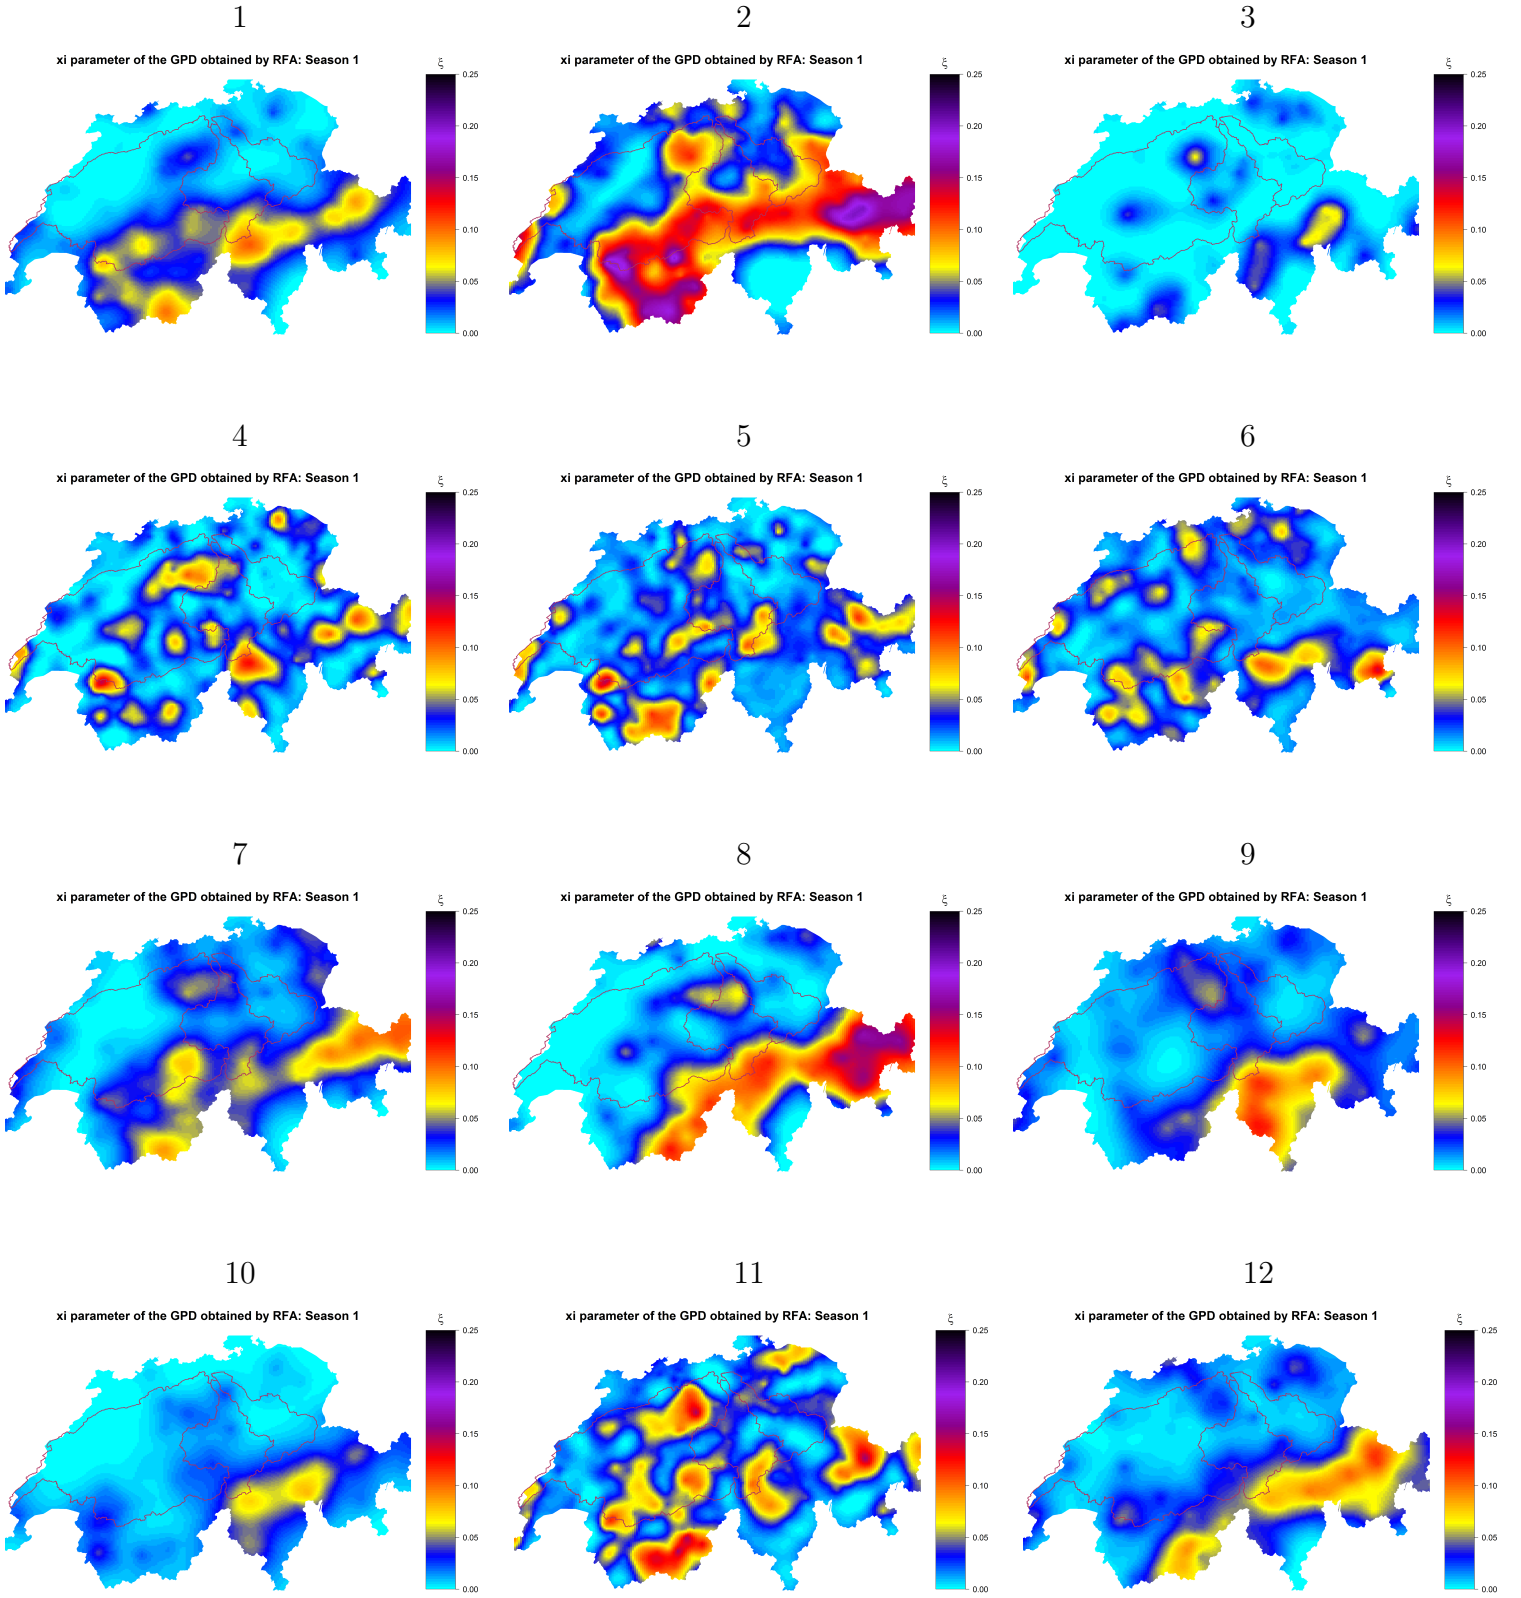 1 2 3
xi parameter of the GPD obtained by RFA: Season 1 ξ xi parameter of the GPD obtained by RFA: Season 1 ξ xi parameter of the GPD obtained by RFA: Season 1 ξ
0.25 0.25 0.25
0.20 0.20 0.20
0.15 0.15 0.15
0.10 0.10 0.10
0.05 0.05 0.05
0.00 0.00 0.00
4 5 6
xi parameter of the GPD obtained by RFA: Season 1 ξ xi parameter of the GPD obtained by RFA: Season 1 ξ xi parameter of the GPD obtained by RFA: Season 1 ξ
0.25 0.25 0.25
0.20 0.20 0.20
0.15 0.15 0.15
0.10 0.10 0.10
0.05 0.05 0.05
0.00 0.00 0.00
7 8 9
xi parameter of the GPD obtained by RFA: Season 1 ξ xi parameter of the GPD obtained by RFA: Season 1 ξ xi parameter of the GPD obtained by RFA: Season 1 ξ
0.25 0.25 0.25
0.20 0.20 0.20
0.15 0.15 0.15
0.10 0.10 0.10
0.05 0.05 0.05
0.00 0.00 0.00
10 11 12
xi parameter of the GPD obtained by RFA: Season 1 ξ xi parameter of the GPD obtained by RFA: Season 1 ξ xi parameter of the GPD obtained by RFA: Season 1 ξ
0.25 0.25 0.25
0.20 0.20 0.20
0.15 0.15 0.15
0.10 0.10 0.10
0.05 0.05 0.05
0.00 0.00 0.00